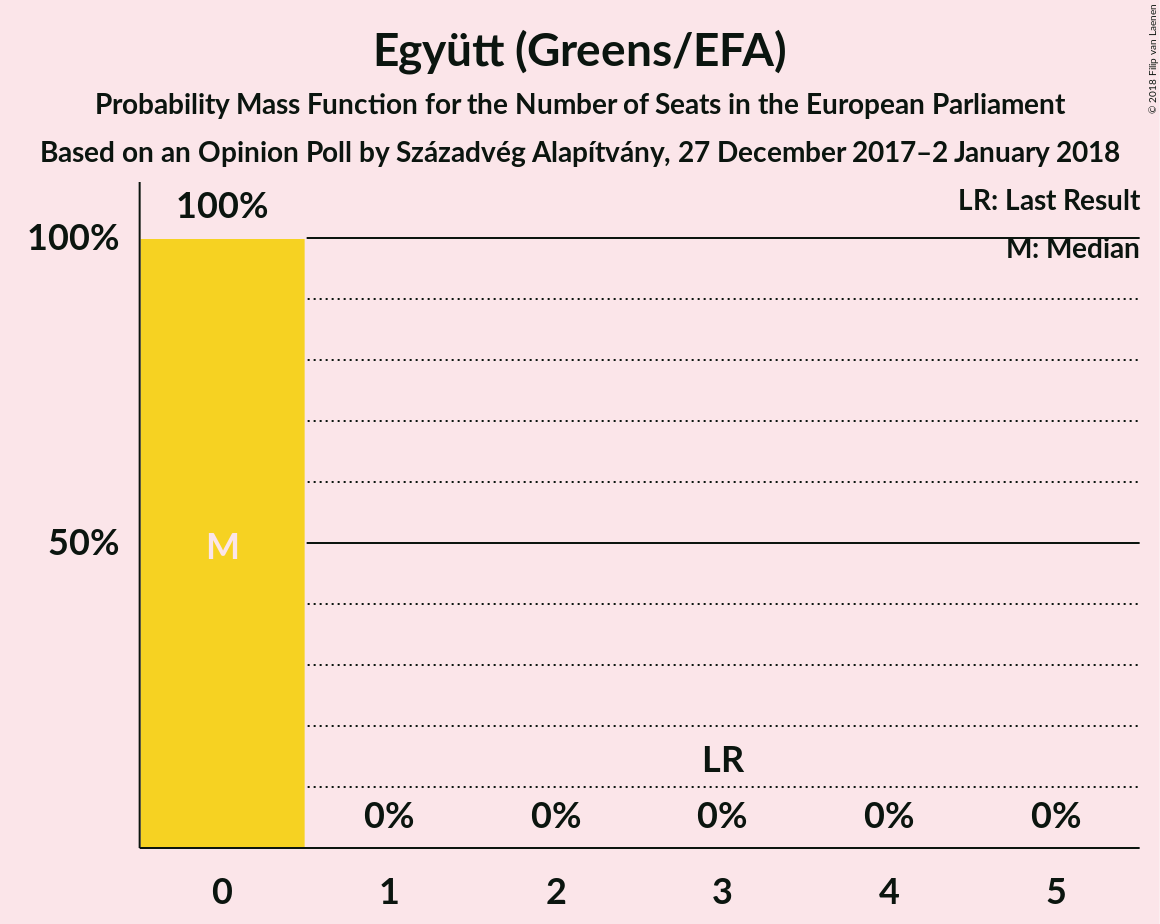 Együtt (Greens/EFA)
Probability Mass Function for the Number of Seats in the European Parliament
Based on an Opinion Poll by Századvég Alapítvány, 27 December 2017–2 January 2018
© 2018 Filip van Laenen
LR: Last Result
M: Median
100%
100%
50%
M
LR
0% 0% 0% 0% 0%
0 1 2 3 4 5